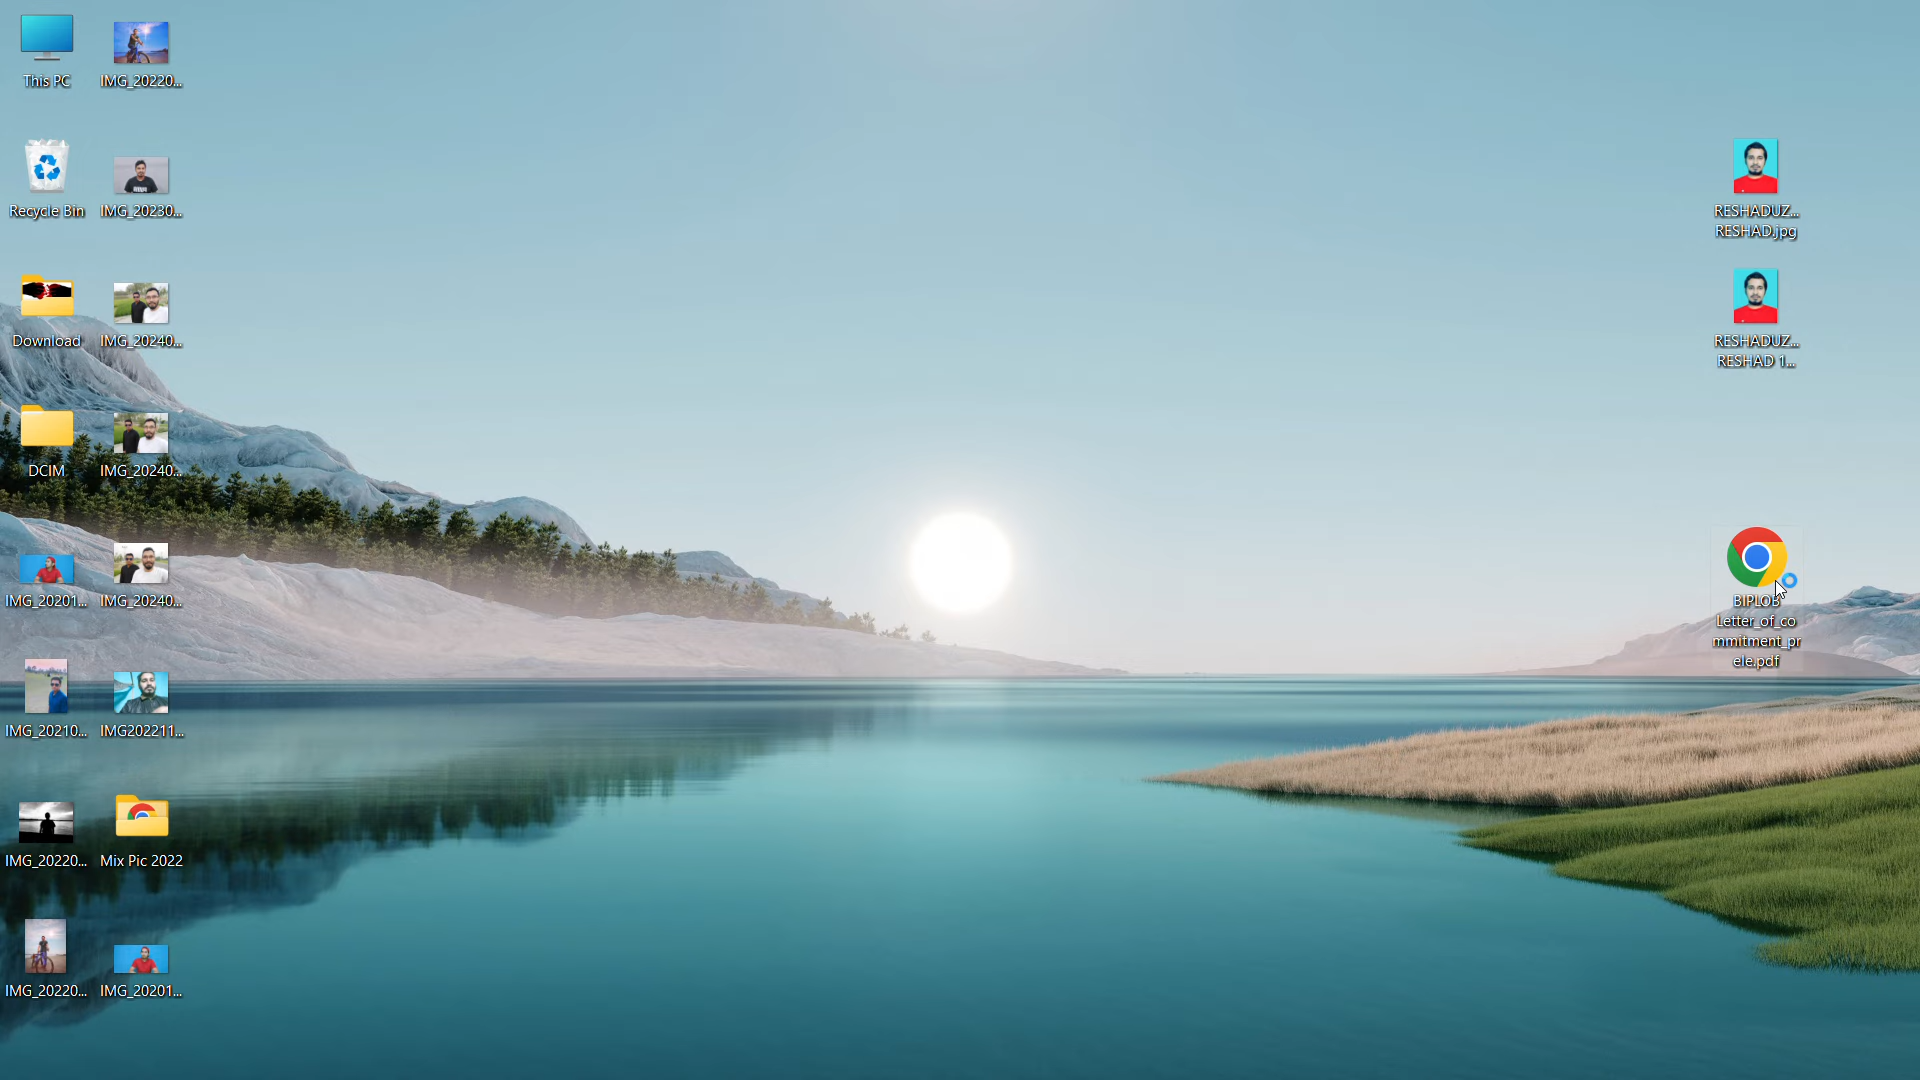 This PC
IMG_20220...
Recycle Bin
IMG_20230...
Download
IMG_20240...
DCIM
IMG_20240...
IMG_20201...
IMG_20240...
IMG_20210...
IMG202211...
IMG_20220...
Mix Pic 2022
IMG_20220...
IMG_20201...
RESHADUZ...
RESHAD.jpg
RESHADUZ...
RESHAD 1...
BIPLOB
Letter_of_co
mmitment_pr
ele.pdf